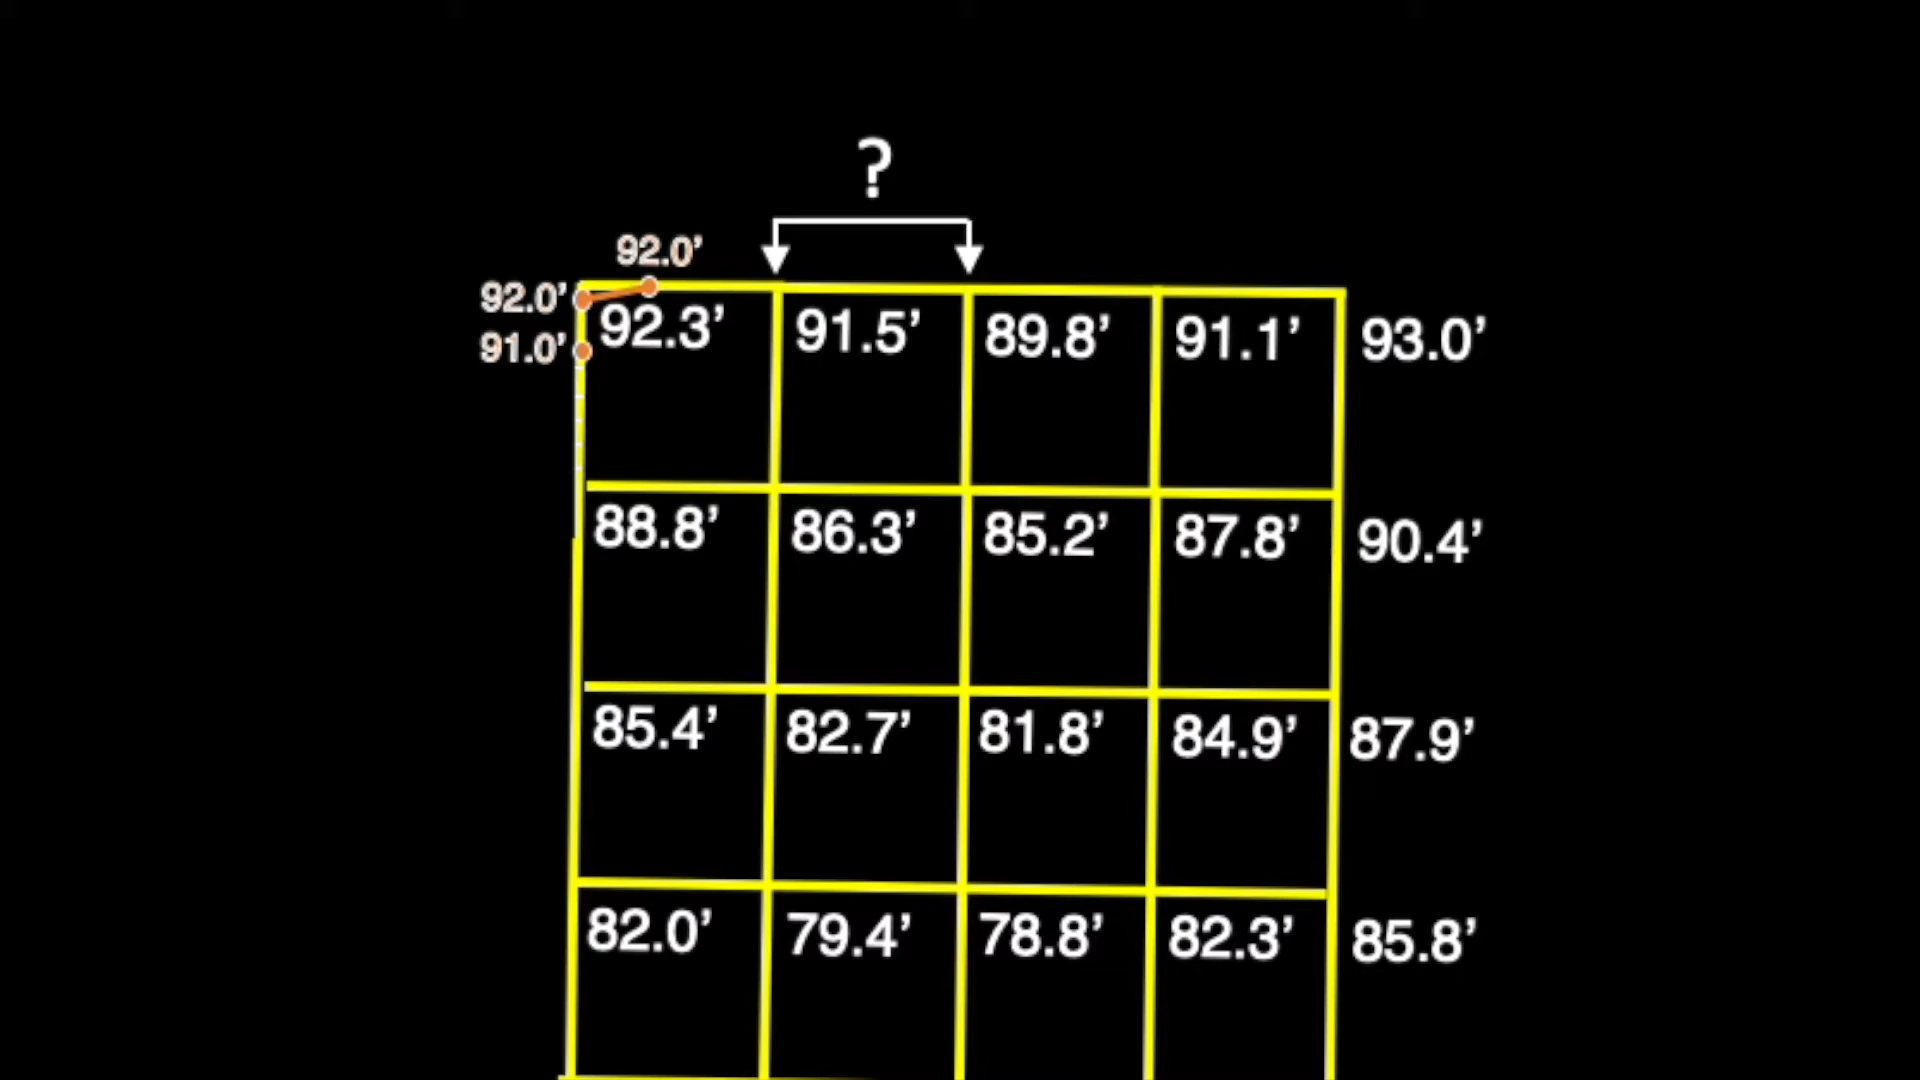 ?
92.0’
92.0’
91.0’
92.3’ 91.5’ 89.8’ 91.1’ 93.0’
88.8’ 86.3’ 85.2’ 87.8’ 90.4’
85.4’ 82.7’ 81.8’ 84.9’ 87.9’
82.0’ 79.4’ 78.8’ 82.3’ 85.8’